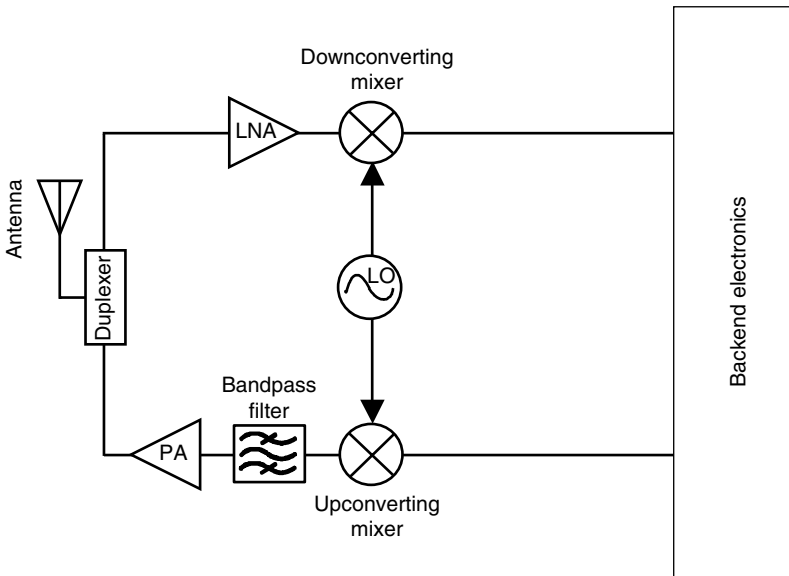 Downconverting
mixer
LNA
Antenna
Duplexer
LO
Backend electronics
Bandpass
filter
PA
Upconverting
mixer